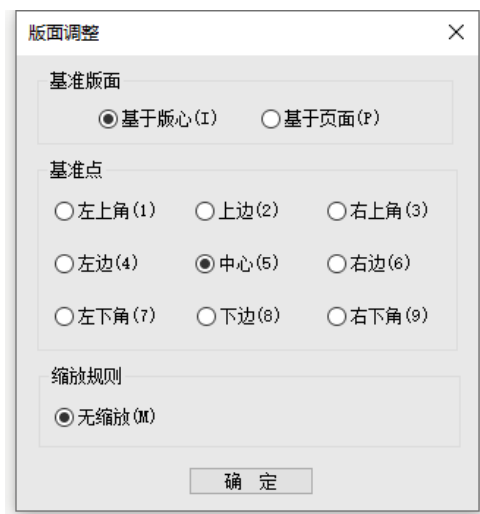 版面调整
基准版面
基于版心(I) 基于页面(P)
基准点
左上角(1) 上边(2) 右上角(3)
左边(4) 中心(5) 右边(6)
左下角(7) 下边(8) 右下角(9)
缩放规则
无缩放(M)
确 定